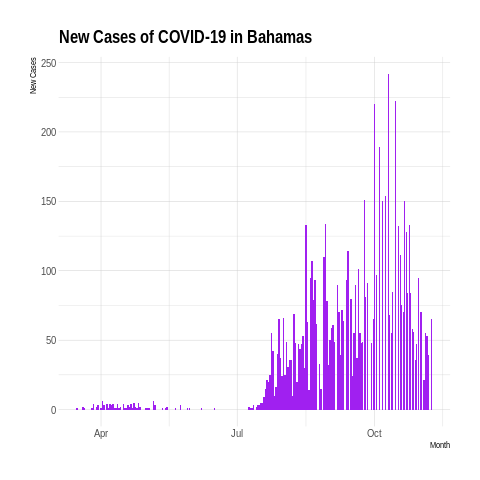 New Cases of COVID-19 in Bahamas
New Cases
250
200
150
100
50
0
Apr
Jul
Oct
Month